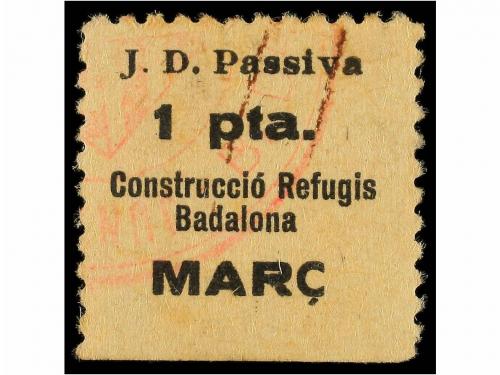 J. D. Passiva
1 pta.
Construcció Refugis
Badalona
MARÇ